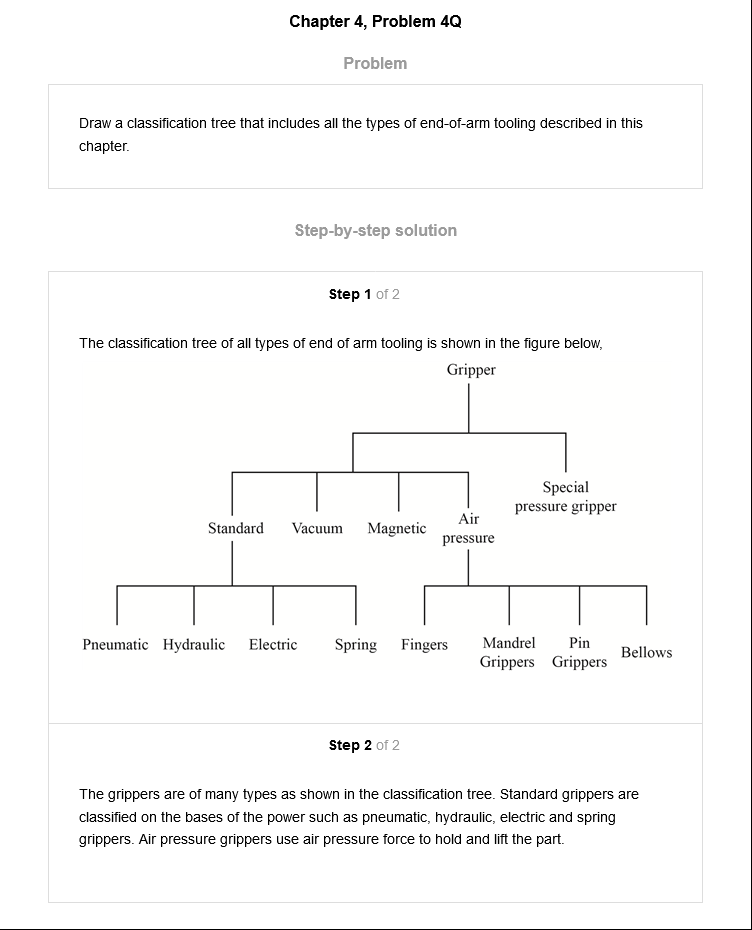 Chapter 4, Problem 4Q
Problem
Draw a classification tree that includes all the types of end-of-arm tooling described in this
chapter.
Step-by-step solution
Step 1 of 2
The classification tree of all types of end of arm tooling is shown in the figure below,
Gripper
Special
pressure gripper
Standard
Vacuum
Magnetic
Air
pressure
Pneumatic
Hydraulic
Electric
Spring
Fingers
Mandrel
Grippers
Pin
Grippers
Bellows
Step 2 of 2
The grippers are of many types as shown in the classification tree. Standard grippers are
classified on the bases of the power such as pneumatic, hydraulic, electric and spring
grippers. Air pressure grippers use air pressure force to hold and lift the part.